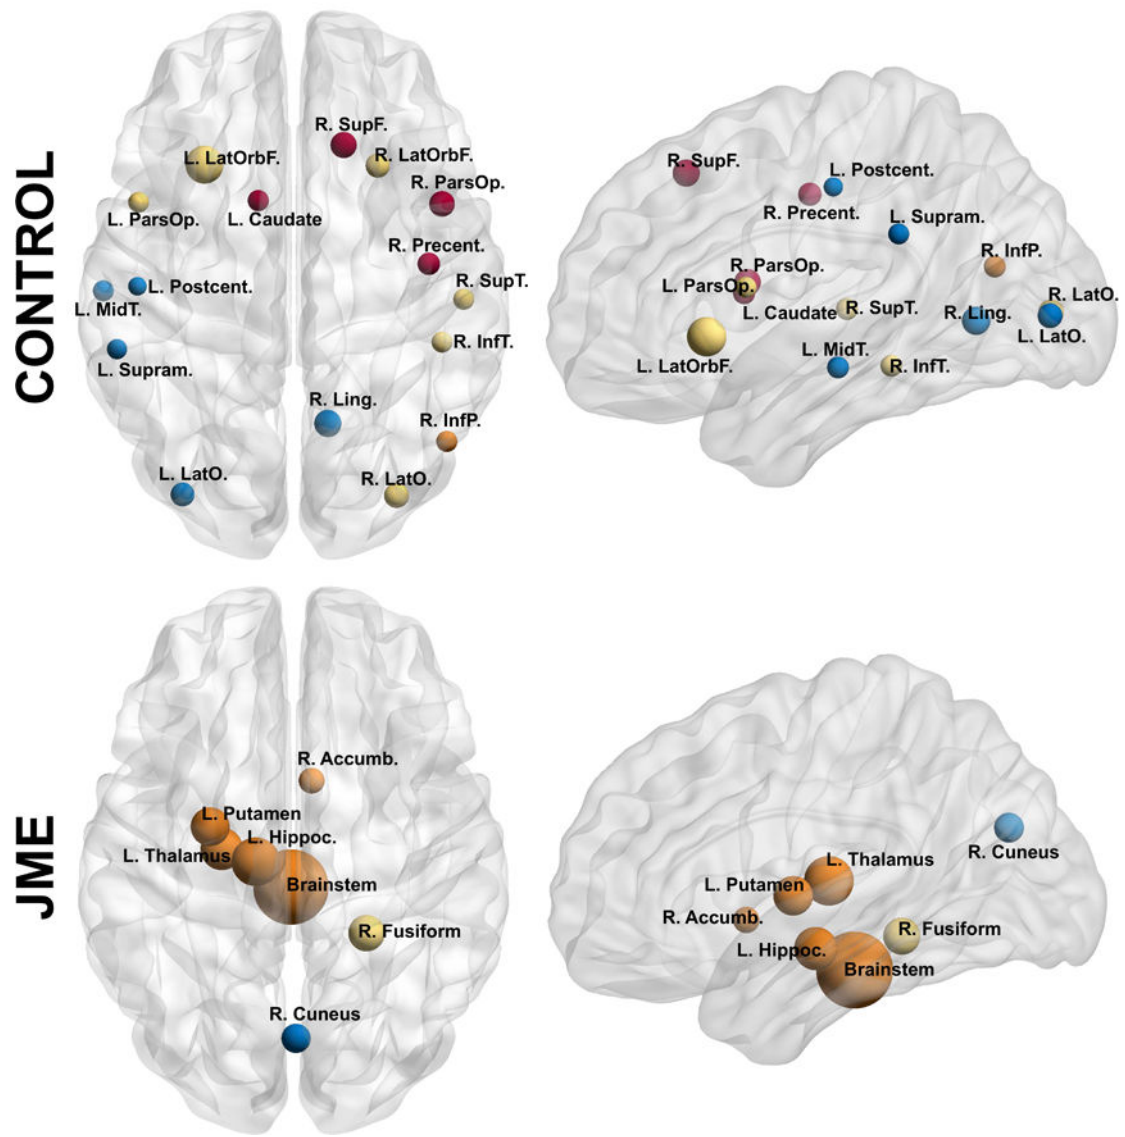 CONTROL
R. SupF.
L. LatOrbF.
R. LatOrbF.
R. ParsOp.
L. ParsOp.
L. Caudate
R. Precent.
R. SupT.
L. Postcent.
L. MidT.
R. InfT.
L. Supram.
R. Ling.
R. InfP.
L. LatO.
R. LatO.
R. SupF.
L. Postcent.
R. Precent.
L. Supram.
R. InfP.
R. ParsOp.
L. ParsOp.
R. LatO.
L. Caudate
R. SupT.
R. Ling.
L. LatO.
L. LatOrbF.
L. MidT.
R. InfT.
JME
R. Accumb.
L. Putamen
L. Hippoc.
L. Thalamus
Brainstem
R. Fusiform
R. Cuneus
R. Cuneus
L. Thalamus
L. Putamen
R. Accumb.
R. Fusiform
L. Hippoc.
Brainstem